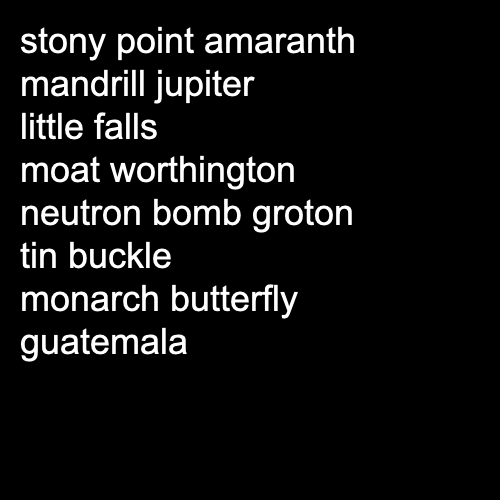 stony point amaranth
mandrill jupiter
little falls
moat worthington
neutron bomb groton
tin buckle
monarch butterfly
guatemala